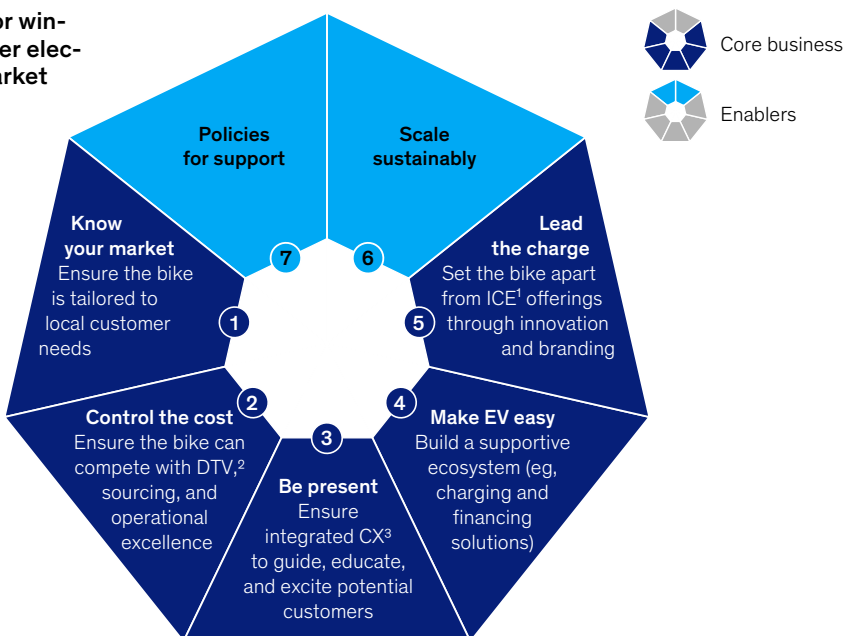 or win-
er elec-
arket
Core business
Enablers
Policies
for support
Scale
sustainably
Know
your market
Ensure the bike
is tailored to
local customer
needs
Lead
the charge
Set the bike apart
from ICE¹ offerings
through innovation
and branding
7
6
1
5
2
4
3
Control the cost
Ensure the bike can
compete with DTV,²
sourcing, and
operational
excellence
Be present
Ensure
integrated CX³
to guide, educate,
and excite potential
customers
Make EV easy
Build a supportive
ecosystem (eg,
charging and
financing
solutions)